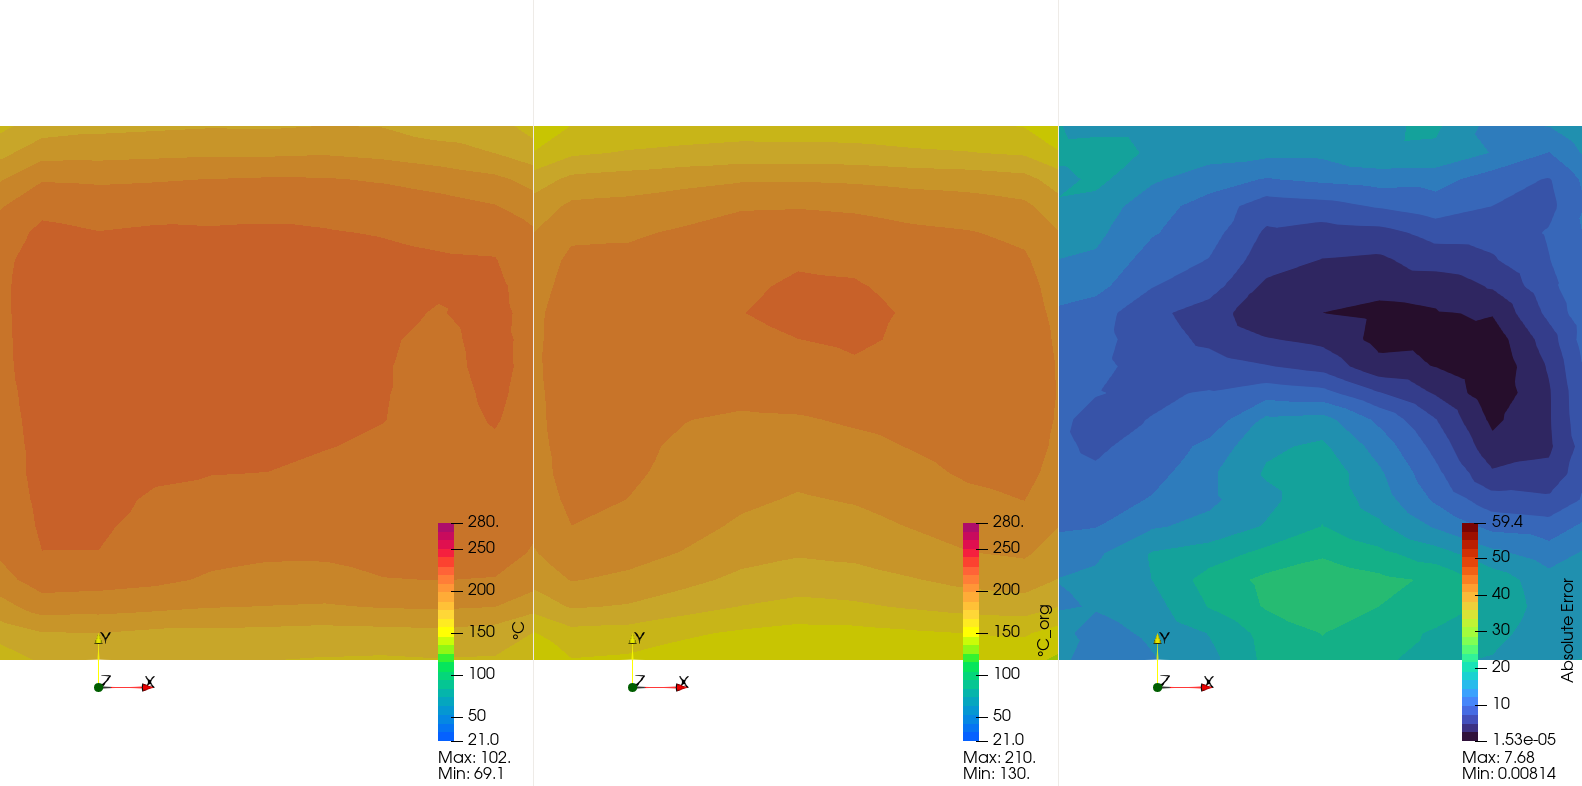 280.
250
200
150
100
50
21.0
°C
Max: 102.
Min: 69.1
Y
Z
X
280.
250
200
150
100
50
21.0
°C_org
Max: 210.
Min: 130.
Y
Z
X
59.4
50
40
30
20
10
1.53e-05
Absolute Error
Max: 7.68
Min: 0.00814
Y
Z
X